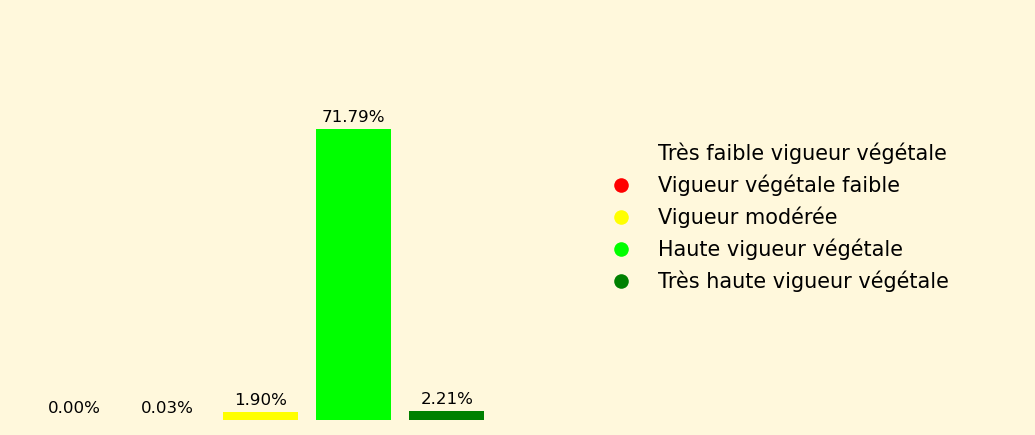 71.79%
0.00%
0.03%
1.90%
2.21%
Très faible vigueur végétale
Vigueur végétale faible
Vigueur modérée
Haute vigueur végétale
Très haute vigueur végétale